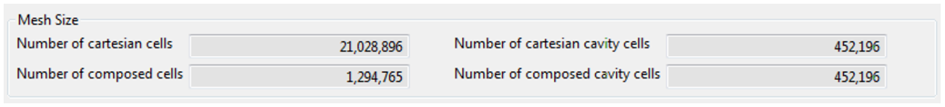 Mesh Size
Number of cartesian cells 21,028,896 Number of cartesian cavity cells 452,196
Number of composed cells 1,294,765 Number of composed cavity cells 452,196